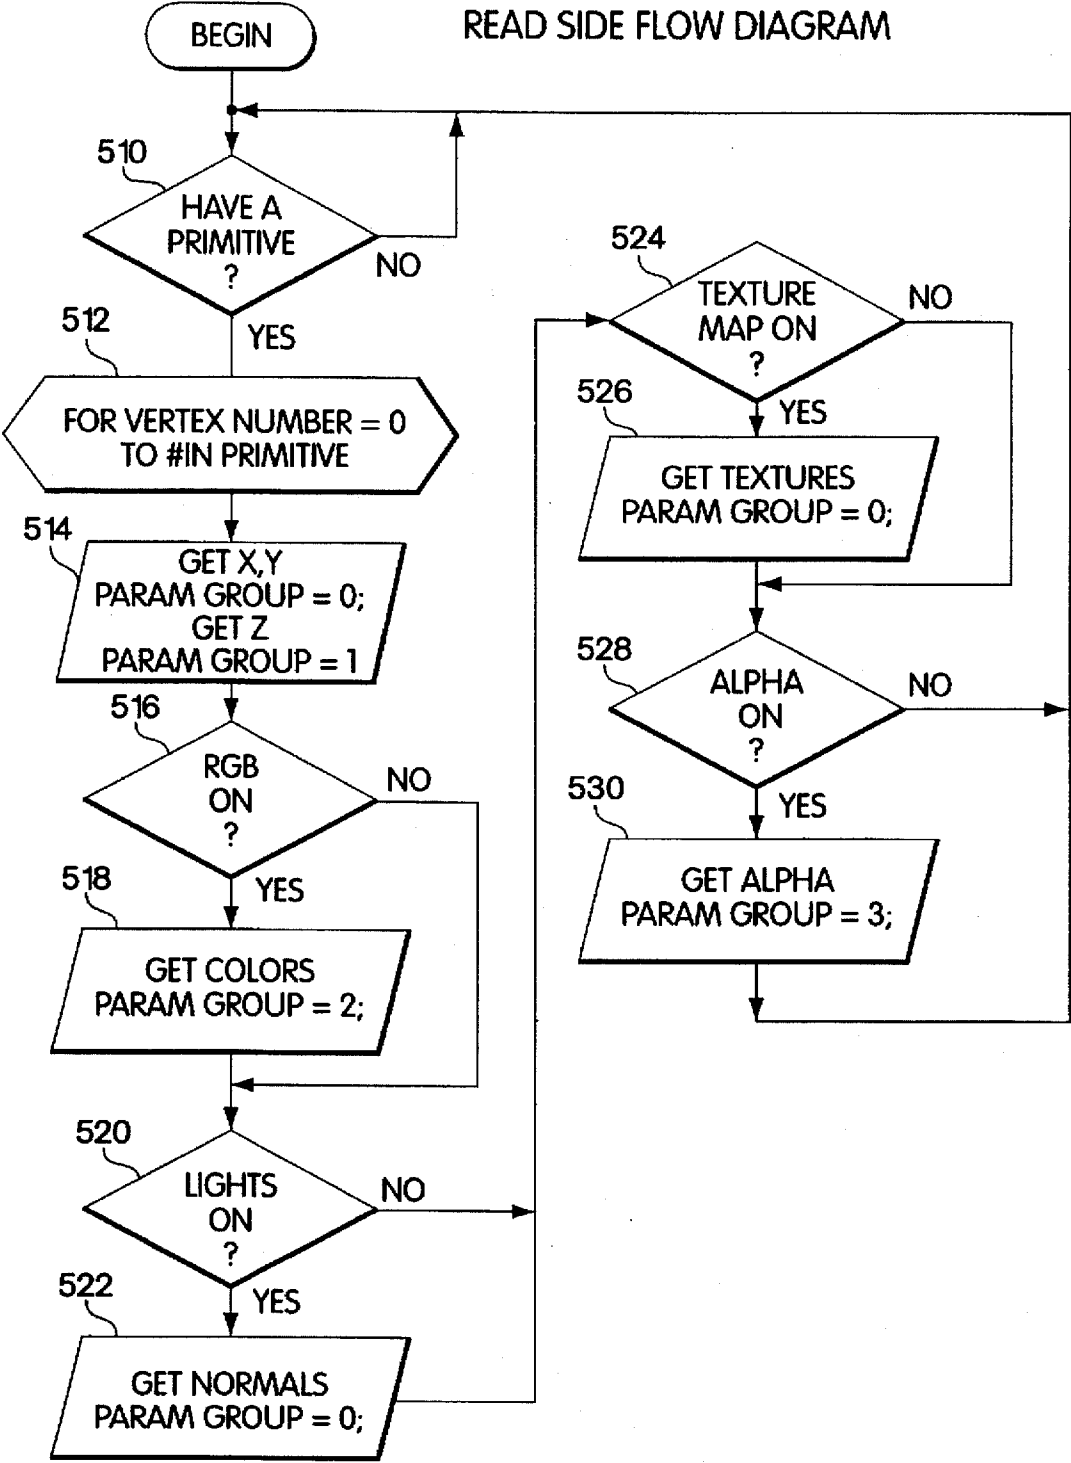 READ SIDE FLOW DIAGRAM
BEGIN
510
HAVE A
PRIMITIVE
?
NO
YES
512
FOR VERTEX NUMBER = 0
TO #IN PRIMITIVE
514
GET X,Y
PARAM GROUP = 0;
GET Z
PARAM GROUP = 1
516
RGB
ON
?
NO
YES
518
GET COLORS
PARAM GROUP = 2;
520
LIGHTS
ON
?
NO
YES
522
GET NORMALS
PARAM GROUP = 0;
524
TEXTURE
MAP ON
?
NO
YES
526
GET TEXTURES
PARAM GROUP = 0;
528
ALPHA
ON
?
NO
YES
530
GET ALPHA
PARAM GROUP = 3;